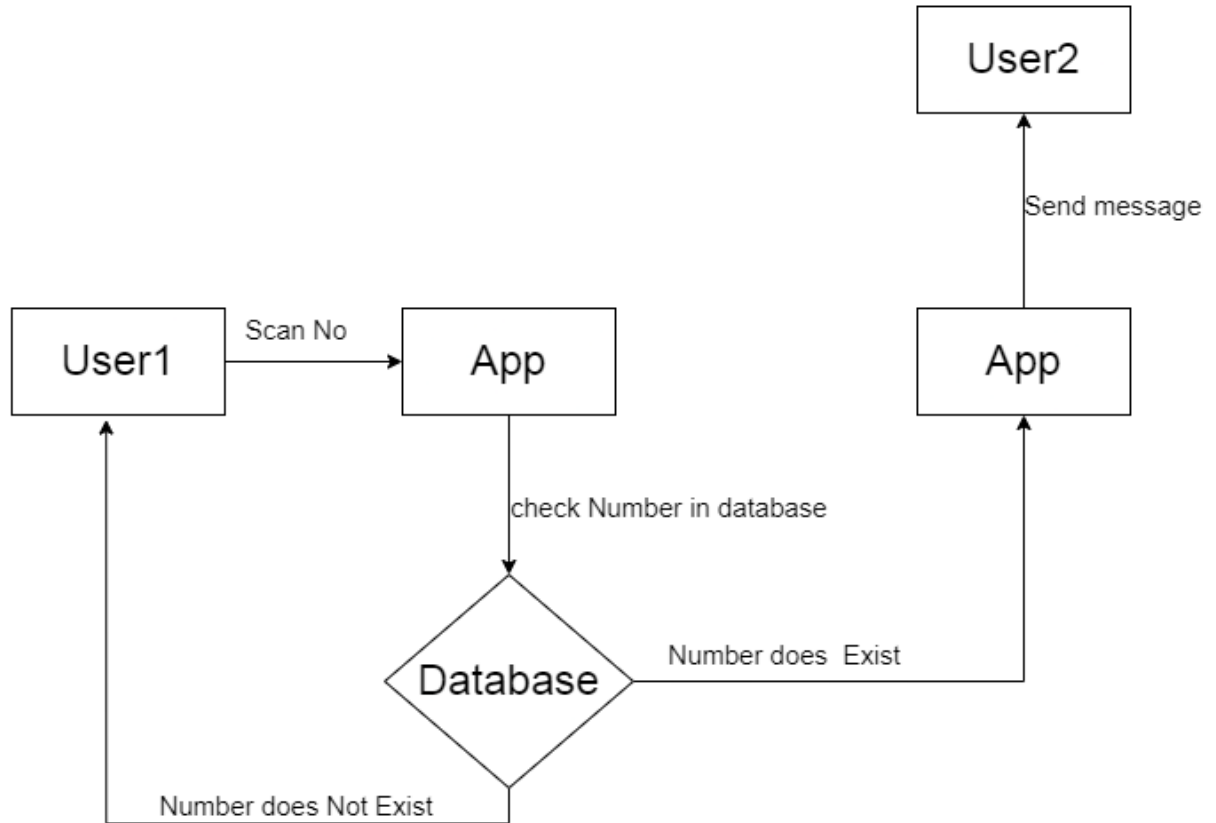 User2
Send message
User1
Scan No
App
App
check Number in database
Number does  Exist
Database
Number does Not Exist